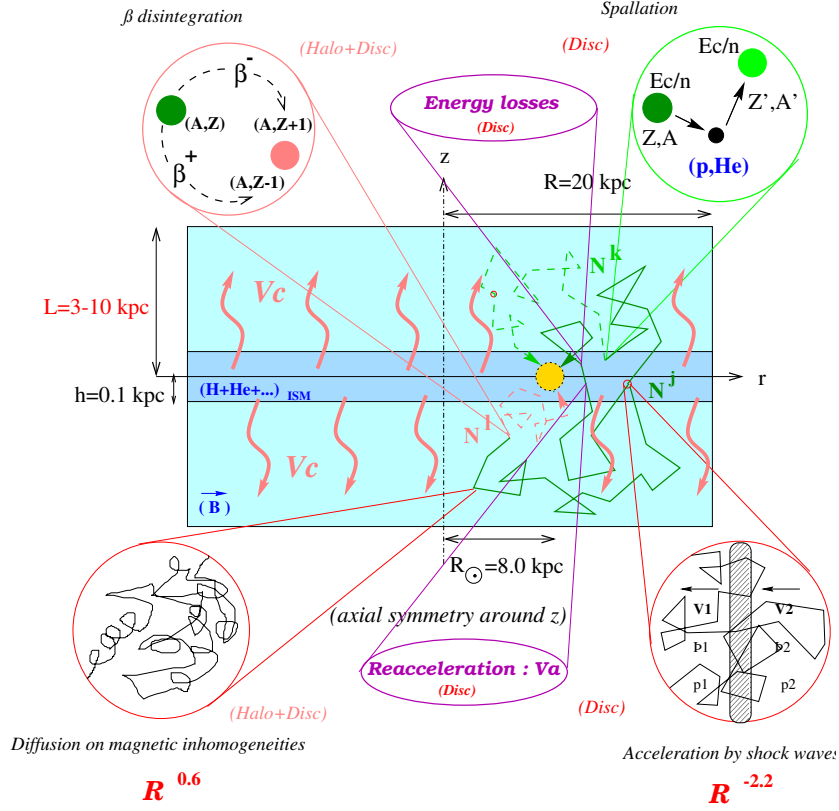 β disintegration
Spallation
(Halo+Disc)
(Disc)
β-
(A,Z)
(A,Z+1)
β+
(A,Z-1)
Energy losses
(Disc)
Ec/n
Ec/n
Z',A'
Z,A
(p,He)
z
R=20 kpc
L=3-10 kpc
Vc
N k
h=0.1 kpc
(H+He+...) ISM
r
N j
N l
Vc
(B)
R⊙=8.0 kpc
(axial symmetry around z)
V1
V2
Þ1
Þ2
p1
p2
Reacceleration : Va
(Disc)
(Halo+Disc)
(Disc)
Diffusion on magnetic inhomogeneities
Acceleration by shock waves
R 0.6
R -2.2